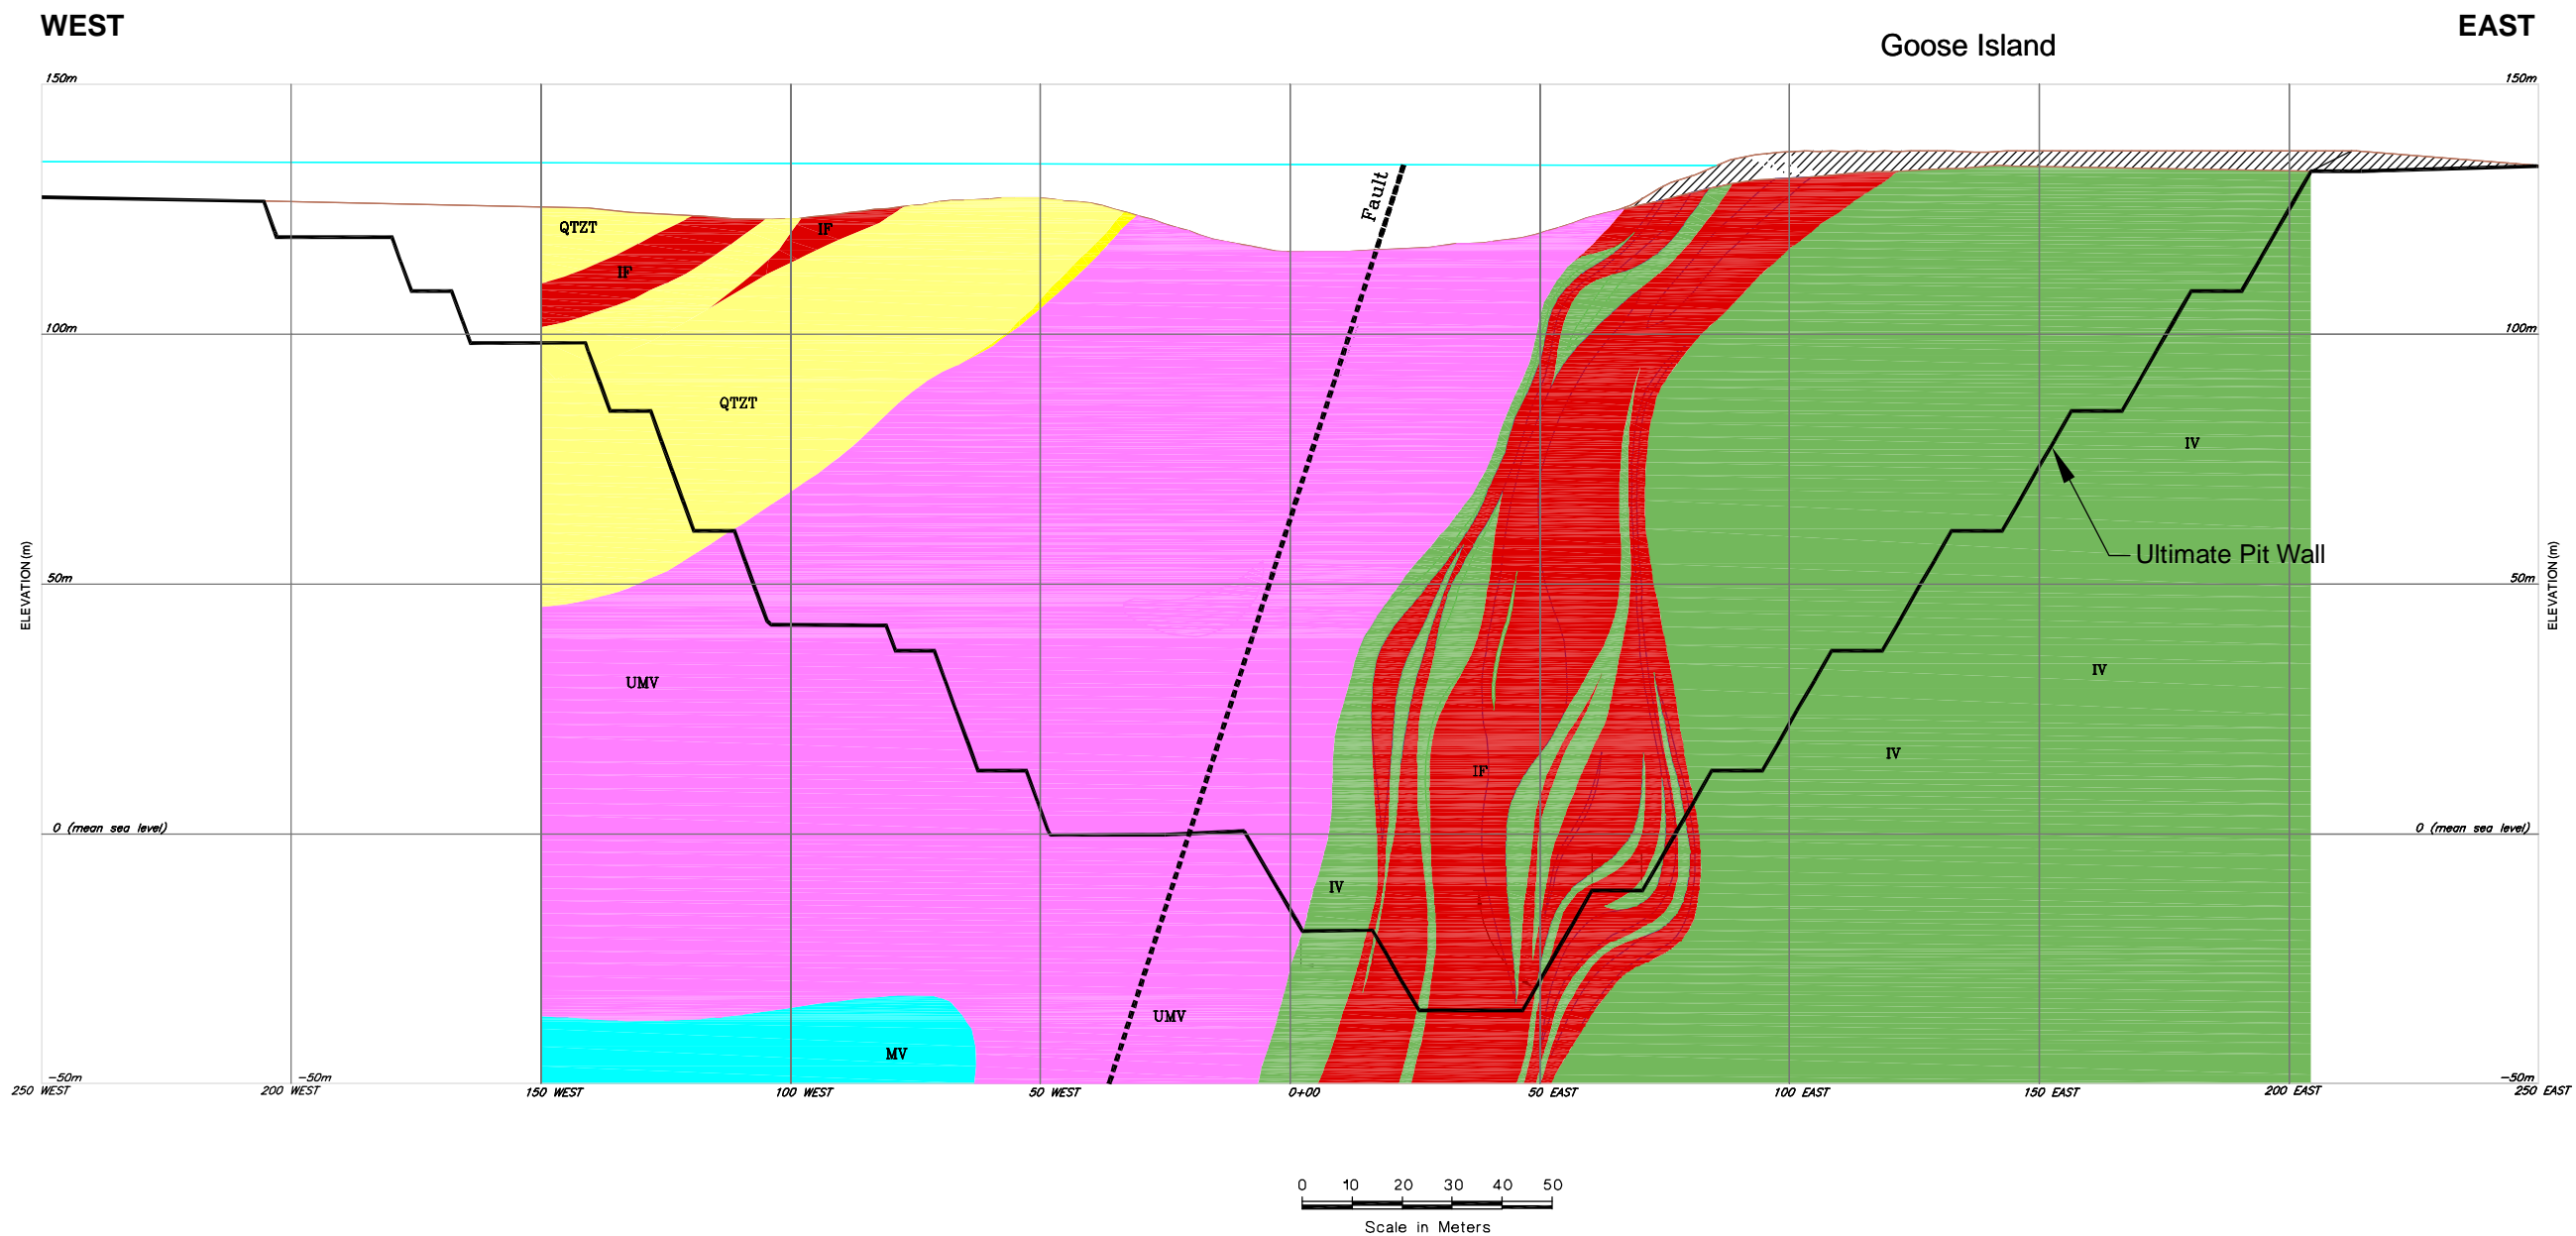 WEST
EAST
Goose Island
150m
150m
Fault
QTZT
IF
IF
100m
100m
QTZT
IV
Ultimate Pit Wall
ELEVATION (m)
ELEVATION (m)
50m
50m
UMV
IV
IF
IV
0 (mean sea level)
0 (mean sea level)
IV
UMV
MV
-50m
-50m
-50m
250 WEST
200 WEST
150 WEST
100 WEST
50 WEST
0+00
50 EAST
100 EAST
150 EAST
200 EAST
250 EAST
0 10 20 30 40 50
Scale in Meters